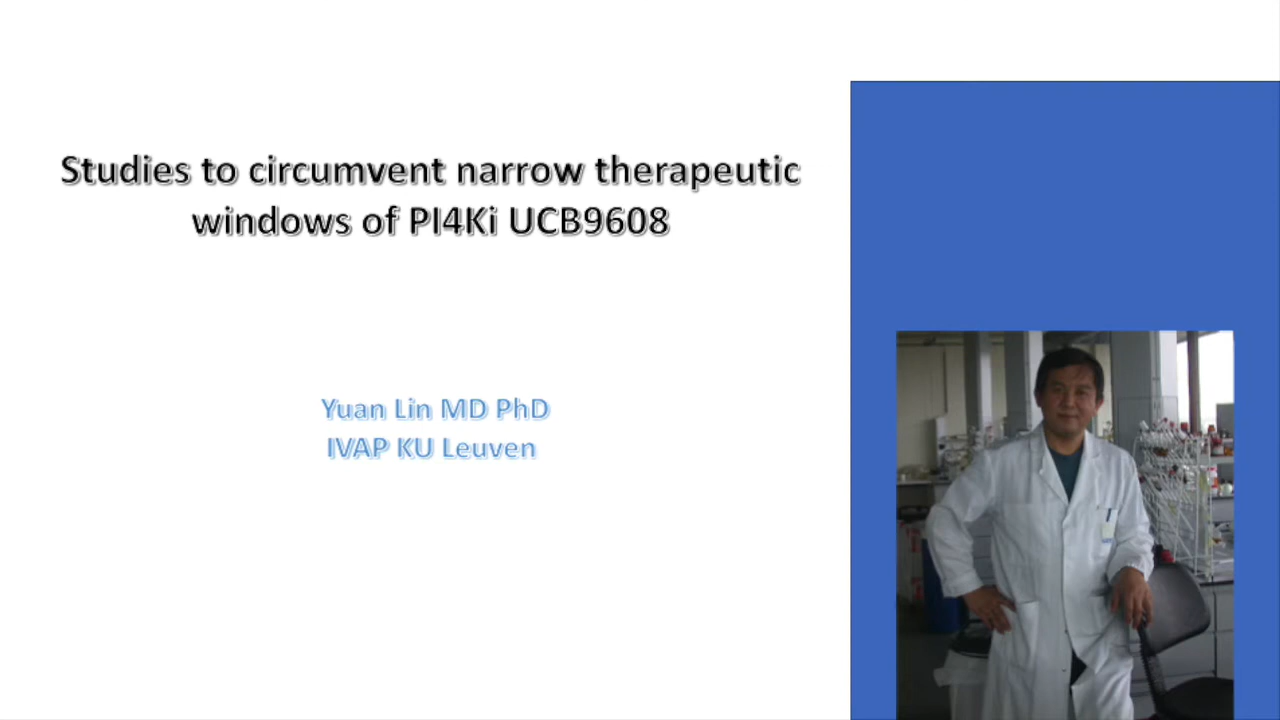 Studies to circumvent narrow therapeutic
windows of PI4Ki UCB9608
Yuan Lin MD PhD
IVAP KU Leuven